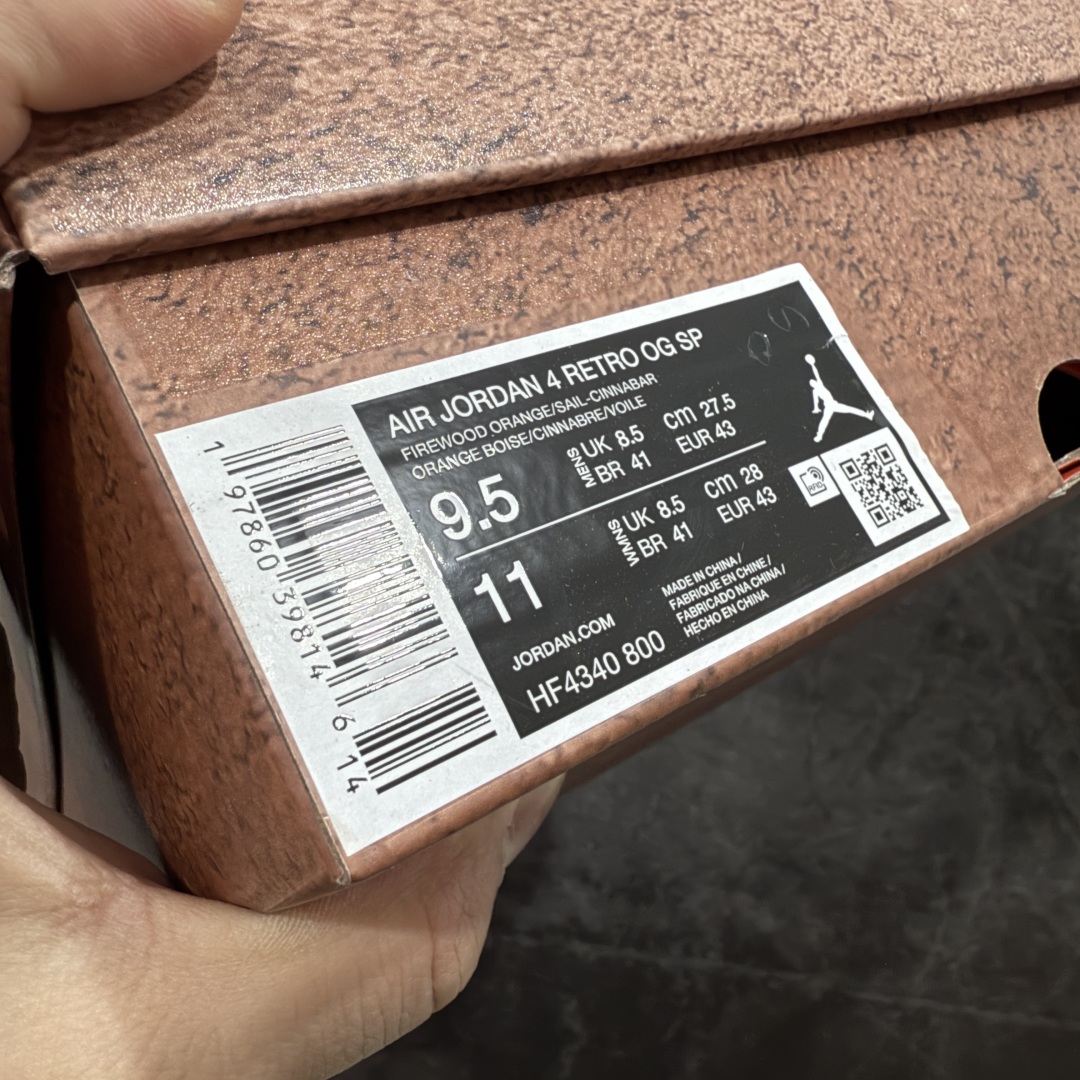 AIR JORDAN 4 RETRO OG SP
FIREWOOD ORANGE/SAIL-CINNABAR
ORANGE BOISE/CINNABRE/VOILE
9.5
MENS
UK 8.5 cm 27.5
BR 41 EUR 43
11
WMNS
UK 8.5 cm 28
BR 41 EUR 43
RFID
JORDAN.COM
HF4340 800
MADE IN CHINA /
FABRIQUE EN CHINE /
FABRICADO NA CHINA /
HECHO EN CHINA
1 97860 39814 6 14